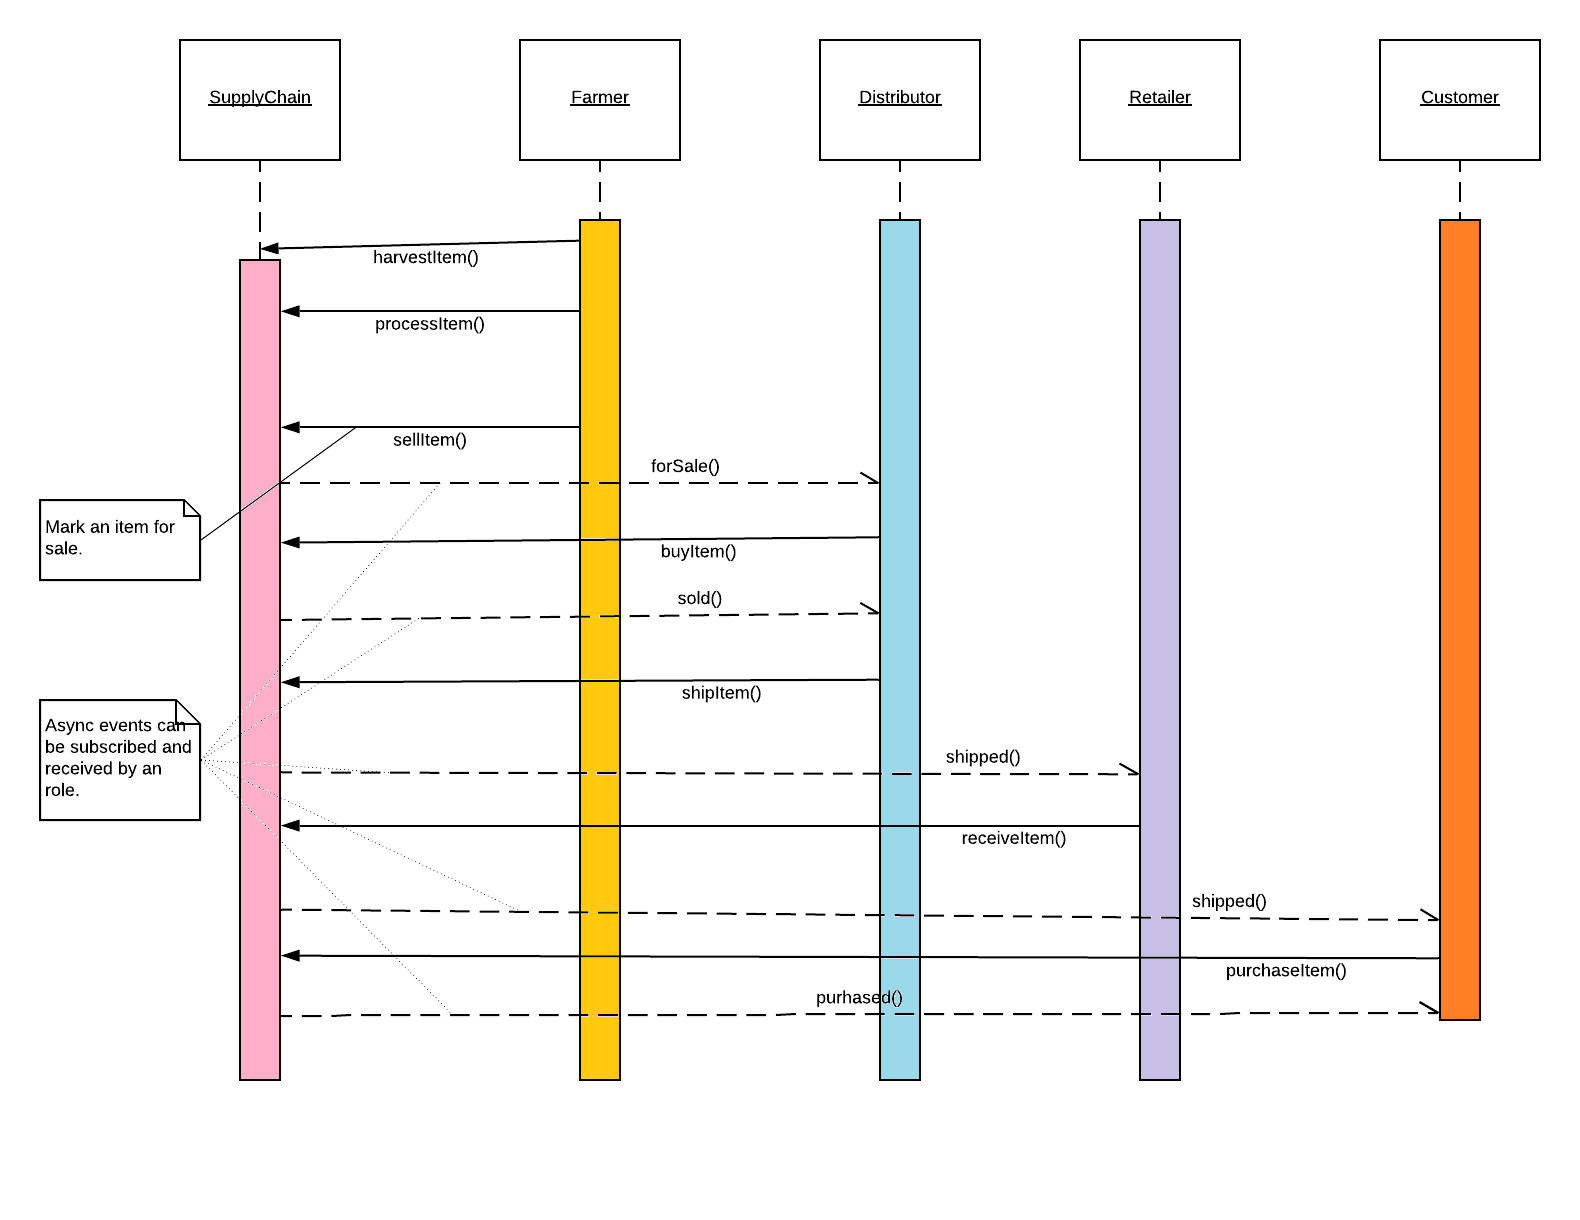 SupplyChain
Farmer
Distributor
Retailer
Customer
harvestItem()
processItem()
sellItem()
forSale()
Mark an item for
sale.
buyItem()
sold()
shipItem()
Async events can
be subscribed and
received by an
role.
shipped()
receiveItem()
shipped()
purchaseItem()
purhased()